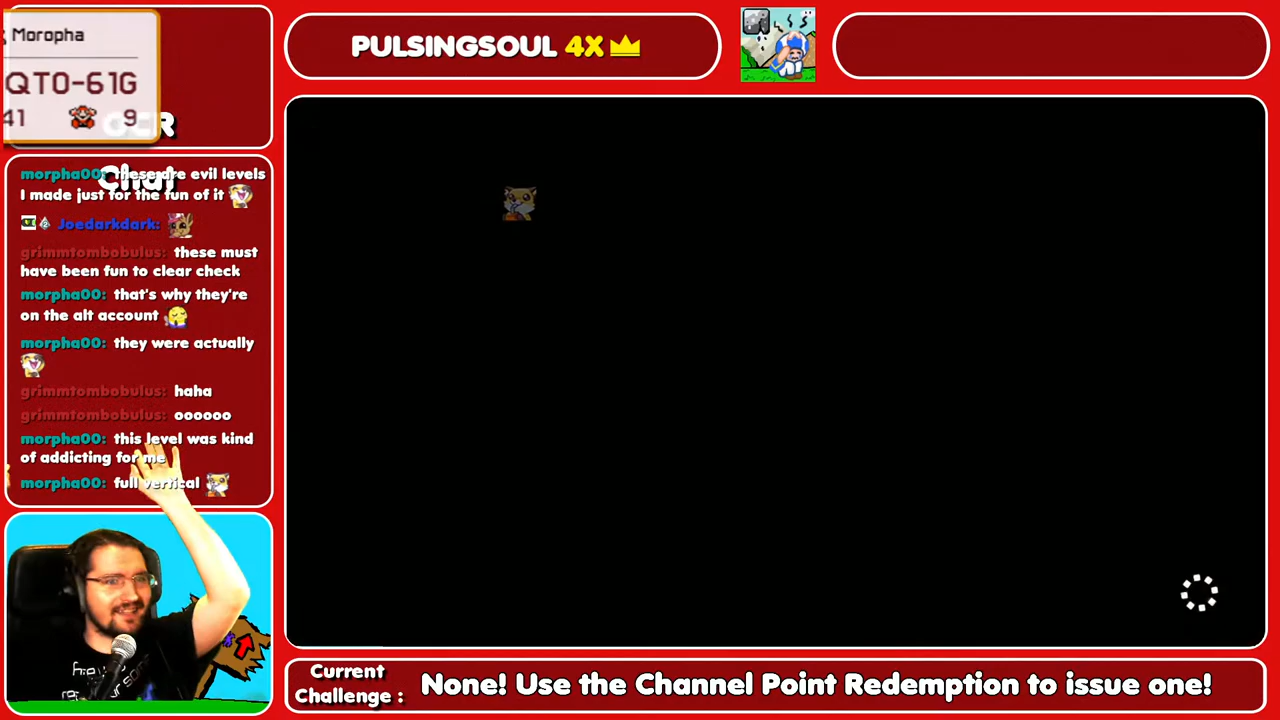 Moropha
QT0-61G
41 9
PULSINGSOUL 4X
Chat
morpha00: these are evil levels
I made just for the fun of it
Joedarkdark:
grimmtombobulus: these must
have been fun to clear check
morpha00: that's why they're
on the alt account
morpha00: they were actually
grimmtombobulus: haha
grimmtombobulus: oooooo
morpha00: this level was kind
of addicting for me
morpha00: full vertical
Current
Challenge :
None! Use the Channel Point Redemption to issue one!